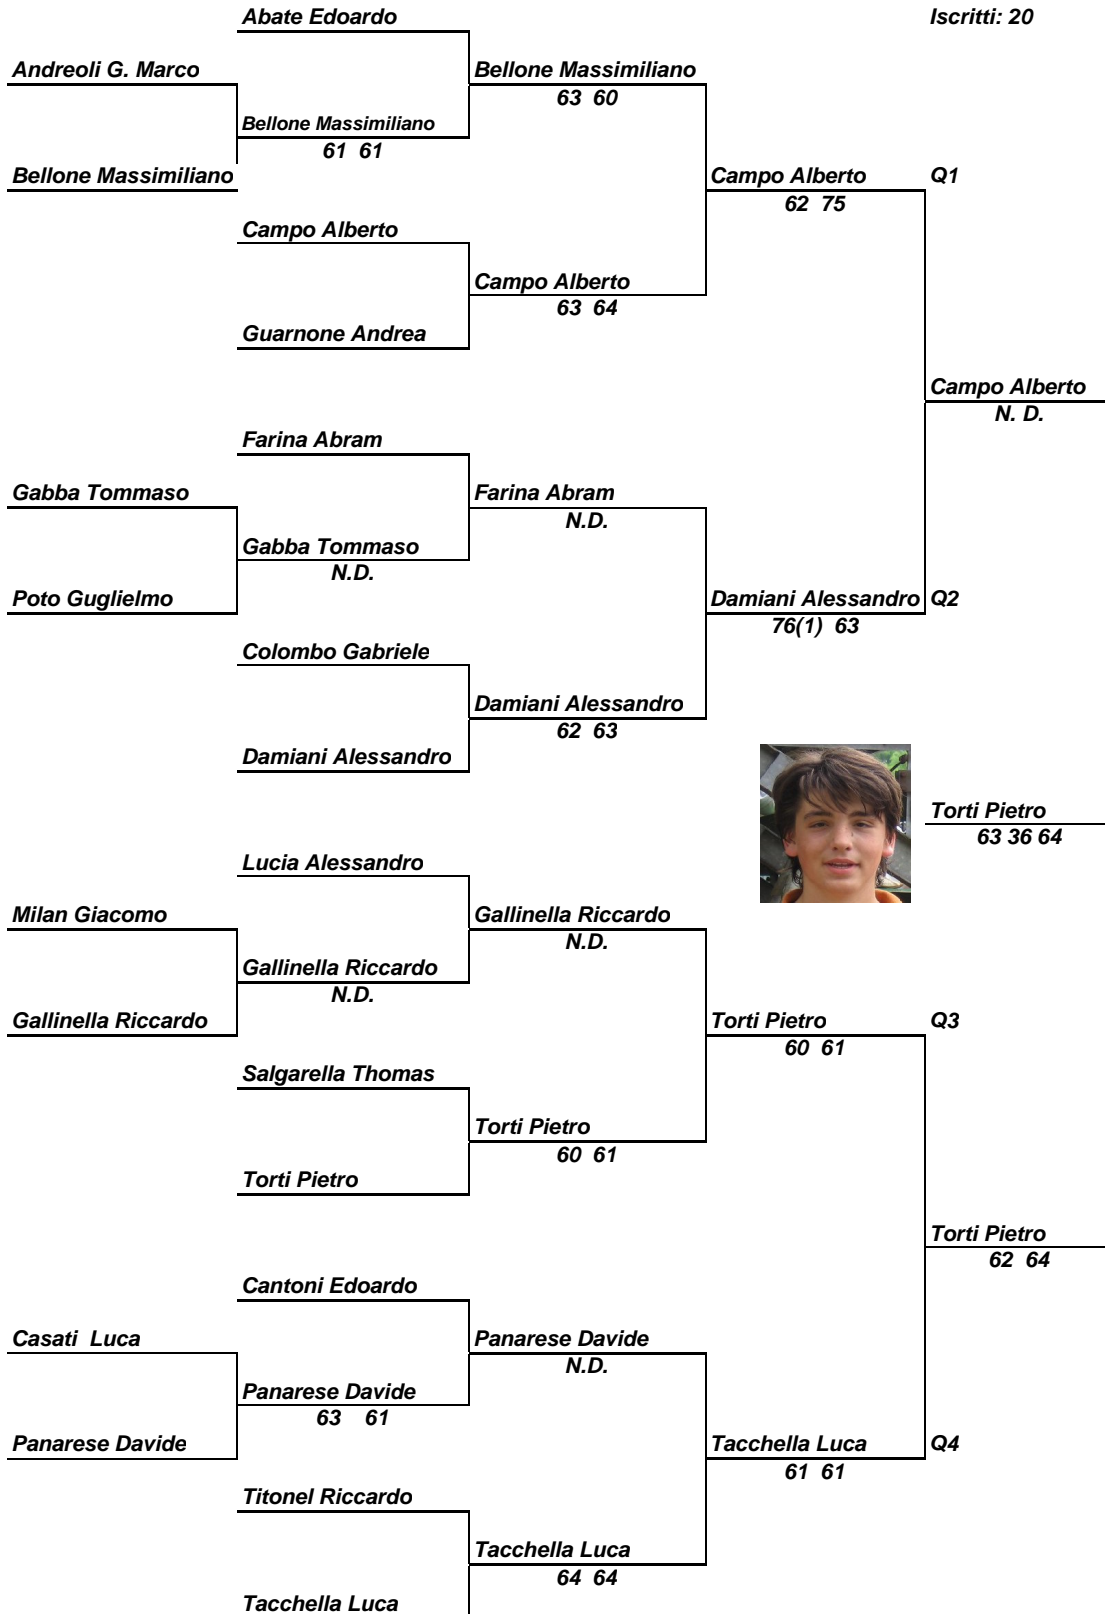 Abate Edoardo
Iscritti: 20
Andreoli G. Marco
Bellone Massimiliano
63 60
Bellone Massimiliano
61 61
Bellone Massimiliano
Campo Alberto
Q1
62 75
Campo Alberto
Campo Alberto
63 64
Guarnone Andrea
Campo Alberto
N. D.
Farina Abram
Gabba Tommaso
Farina Abram
N.D.
Gabba Tommaso
N.D.
Poto Guglielmo
Damiani Alessandro
Q2
76(1) 63
Colombo Gabriele
Damiani Alessandro
62 63
Damiani Alessandro
Torti Pietro
63 36 64
Lucia Alessandro
Milan Giacomo
Gallinella Riccardo
N.D.
Gallinella Riccardo
N.D.
Gallinella Riccardo
Torti Pietro
Q3
60 61
Salgarella Thomas
Torti Pietro
60 61
Torti Pietro
Torti Pietro
62 64
Cantoni Edoardo
Casati Luca
Panarese Davide
N.D.
Panarese Davide
63 61
Panarese Davide
Tacchella Luca
Q4
61 61
Titonel Riccardo
Tacchella Luca
64 64
Tacchella Luca